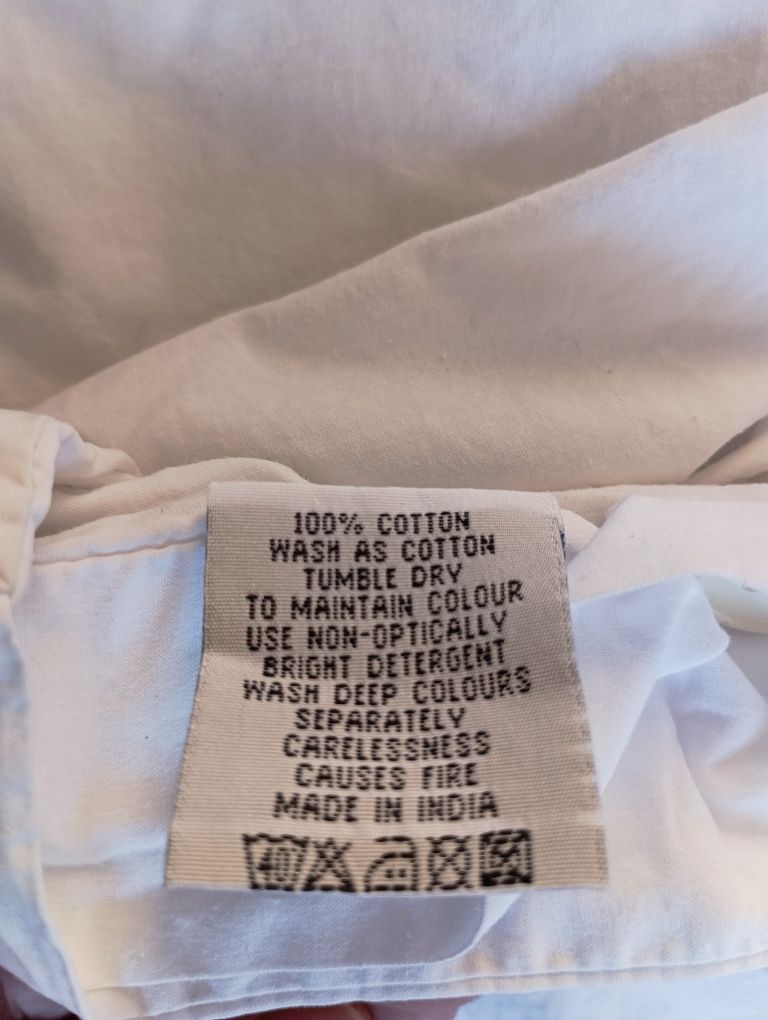 100% COTTON
WASH AS COTTON
TUMBLE DRY
TO MAINTAIN COLOUR
USE NON-OPTICALLY
BRIGHT DETERGENT
WASH DEEP COLOURS
SEPARATELY
CARELESSNESS
CAUSES FIRE
MADE IN INDIA
40